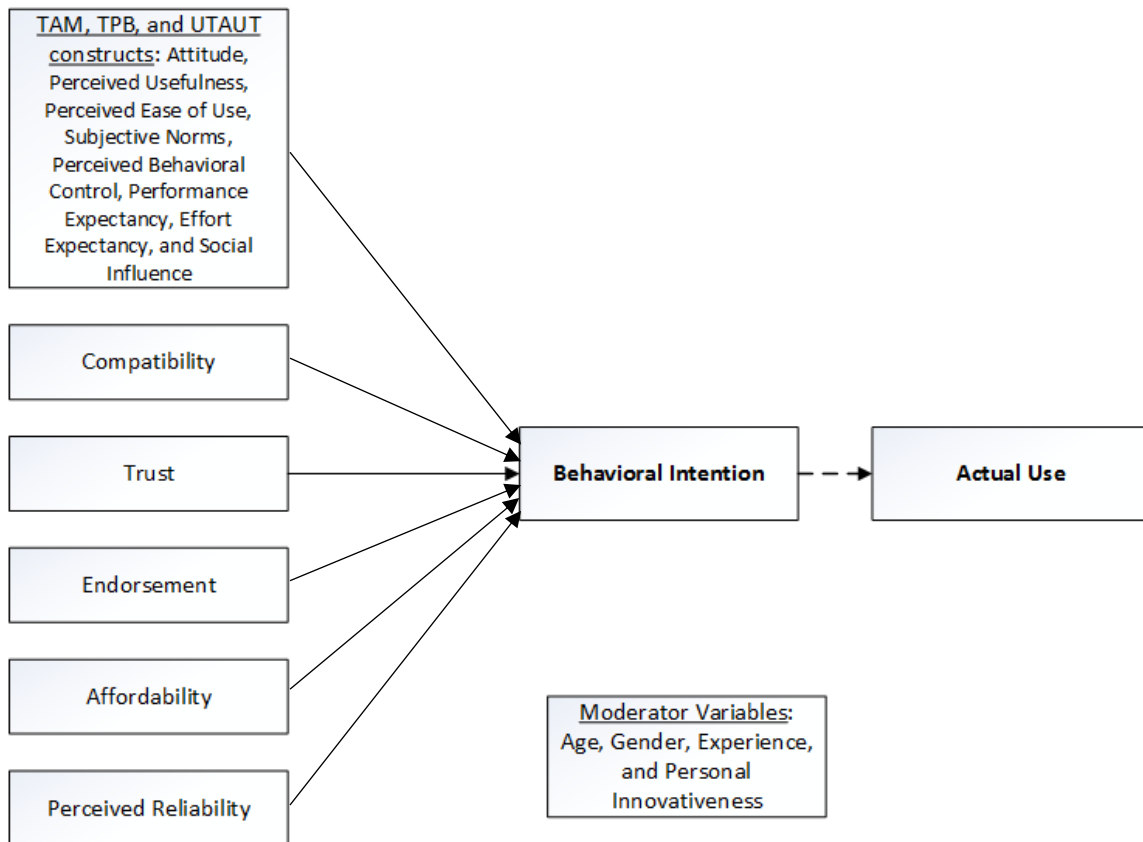 TAM, TPB, and UTAUT
constructs: Attitude,
Perceived Usefulness,
Perceived Ease of Use,
Subjective Norms,
Perceived Behavioral
Control, Performance
Expectancy, Effort
Expectancy, and Social
Influence
Compatibility
Trust
Endorsement
Affordability
Perceived Reliability
Behavioral Intention
Actual Use
Moderator Variables:
Age, Gender, Experience,
and Personal
Innovativeness